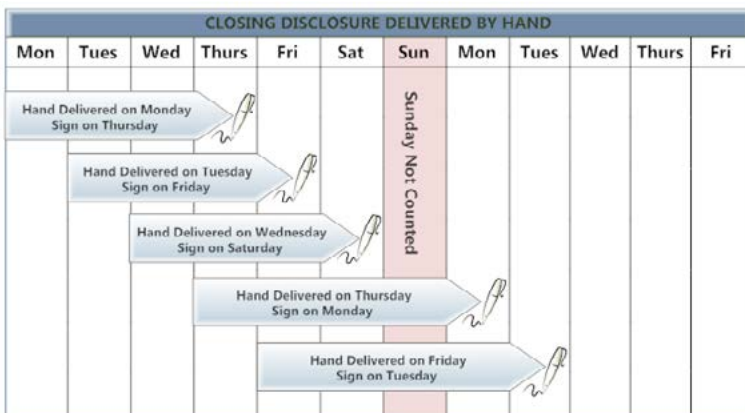 CLOSING DISCLOSURE DELIVERED BY HAND
Mon Tues Wed Thurs Fri Sat Sun Mon Tues Wed Thurs Fri
Hand Delivered on Monday
Sign on Thursday
Hand Delivered on Tuesday
Sign on Friday
Hand Delivered on Wednesday
Sign on Saturday
Sunday Not Counted
Hand Delivered on Thursday
Sign on Monday
Hand Delivered on Friday
Sign on Tuesday